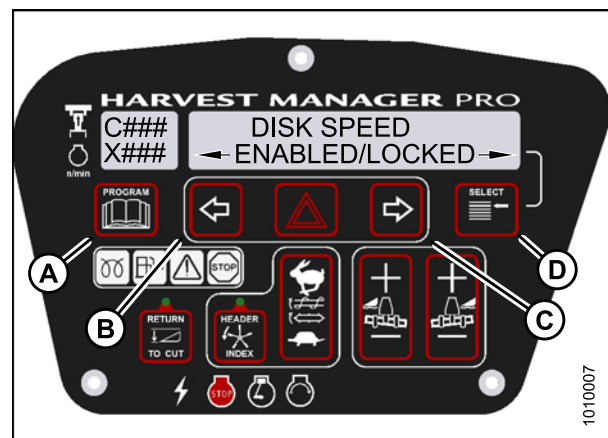 HARVEST MANAGER PRO
C###
X###
DISK SPEED
ENABLED/LOCKED
n/min
PROGRAM
SELECT
A
B
C
D
STOP
RETURN
TO CUT
HEADER
INDEX
STOP
1010007